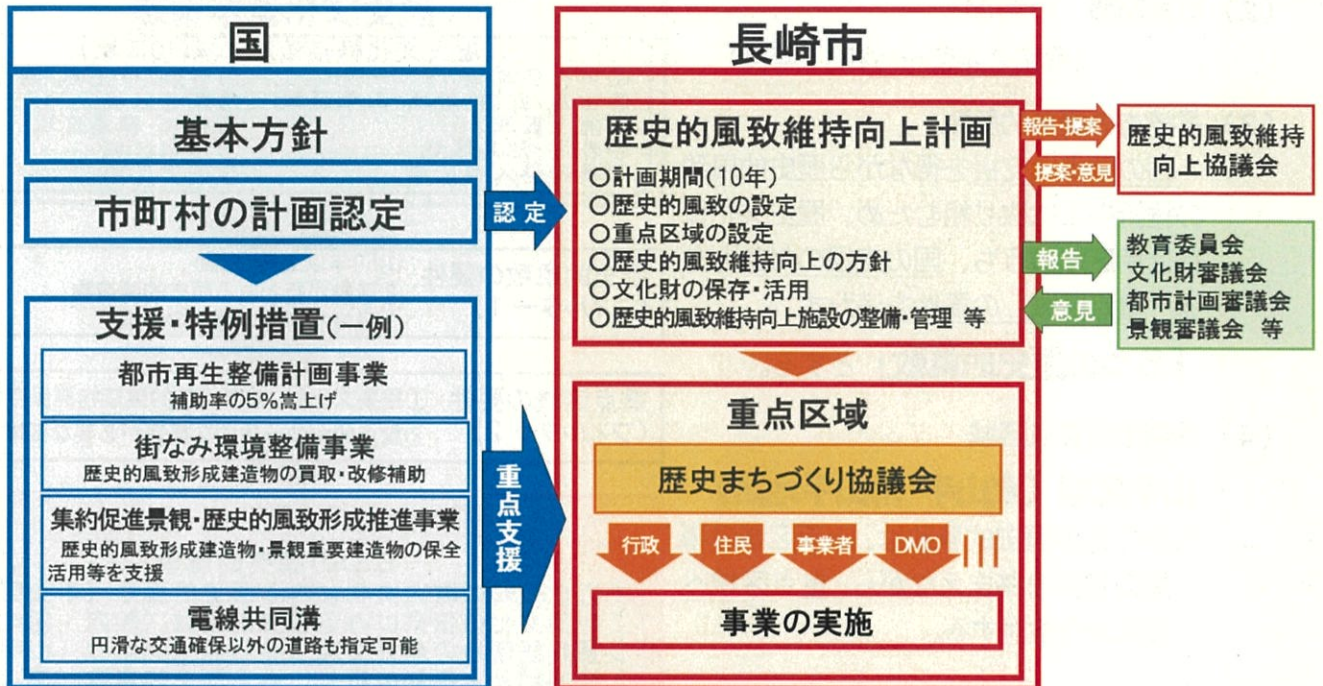 国
基本方針
市町村の計画認定
支援・特例措置(一例)
都市再生整備計画事業
補助率の5%嵩上げ
街なみ環境整備事業
歴史的風致形成建造物の買取・改修補助
集約促進景観・歴史的風致形成推進事業
歴史的風致形成建造物・景観重要建造物の保全
活用等を支援
電線共同溝
円滑な交通確保以外の道路も指定可能
認定
重点支援
長崎市
歴史的風致維持向上計画
○計画期間(10年)
○歴史的風致の設定
○重点区域の設定
○歴史的風致維持向上の方針
○文化財の保存・活用
○歴史的風致維持向上施設の整備・管理 等
重点区域
歴史まちづくり協議会
行政 住民 事業者 DMO
事業の実施
報告・提案
提案・意見
歴史的風致維持
向上協議会
報告
意見
教育委員会
文化財審議会
都市計画審議会
景観審議会 等